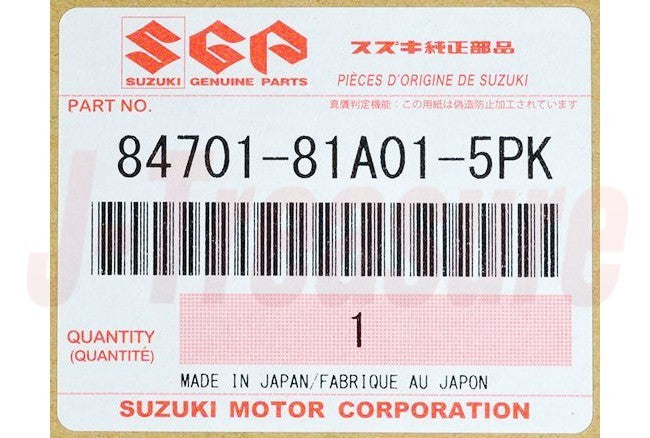 SGP
スズキ純正部品
SUZUKI GENUINE PARTS
PIÈCES D'ORIGINE DE SUZUKI
PART NO.
真贋判定機能：この用紙は偽造防止加工されています
84701-81A01-5PK
J Treasure
QUANTITY
(QUANTITÉ)
1
MADE IN JAPAN/FABRIQUE AU JAPON
SUZUKI MOTOR CORPORATION